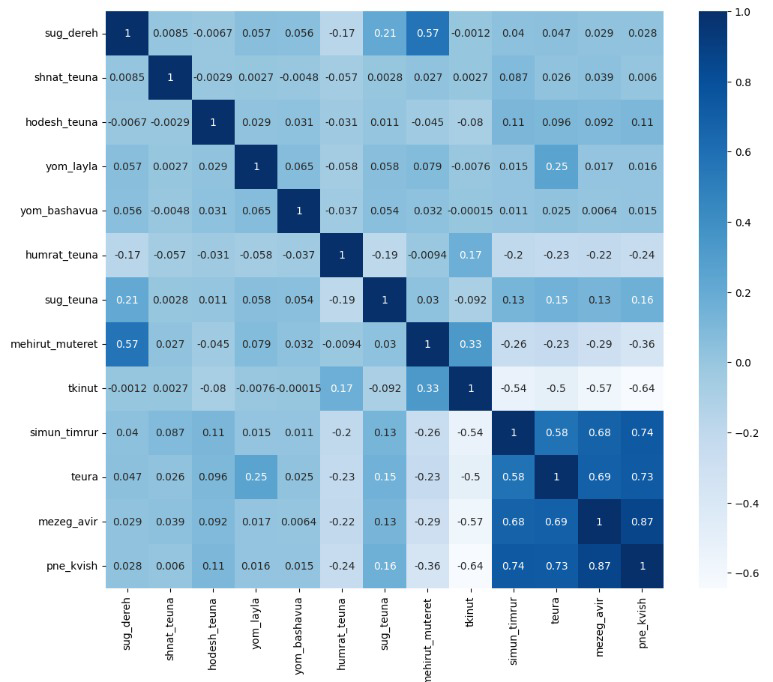 sug_dereh 1 0.0085 -0.0067 0.057 0.056 -0.17 0.21 0.57 -0.0012 0.04 0.047 0.029 0.028
shnat_teuna 0.0085 1 -0.0029 0.0027 -0.0048 -0.057 0.0028 0.027 0.0027 0.087 0.026 0.039 0.006
hodesh_teuna -0.0067 -0.0029 1 0.029 0.031 -0.031 0.011 -0.045 -0.08 0.11 0.096 0.092 0.11
yom_layla 0.057 0.0027 0.029 1 0.065 -0.058 0.058 0.079 -0.0076 0.015 0.25 0.017 0.016
yom_bashavua 0.056 -0.0048 0.031 0.065 1 -0.037 0.054 0.032 -0.00015 0.011 0.025 0.0064 0.015
humrat_teuna -0.17 -0.057 -0.031 -0.058 -0.037 1 -0.19 -0.0094 0.17 -0.2 -0.23 -0.22 -0.24
sug_teuna 0.21 0.0028 0.011 0.058 0.054 -0.19 1 0.03 -0.092 0.13 0.15 0.13 0.16
mehirut_muteret 0.57 0.027 -0.045 0.079 0.032 -0.0094 0.03 1 0.33 -0.26 -0.23 -0.29 -0.36
tkinut -0.0012 0.0027 -0.08 -0.0076 -0.00015 0.17 -0.092 0.33 1 -0.54 -0.5 -0.57 -0.64
simun_timrur 0.04 0.087 0.11 0.015 0.011 -0.2 0.13 -0.26 -0.54 1 0.58 0.68 0.74
teura 0.047 0.026 0.096 0.25 0.025 -0.23 0.15 -0.23 -0.5 0.58 1 0.69 0.73
mezeg_avir 0.029 0.039 0.092 0.017 0.0064 -0.22 0.13 -0.29 -0.57 0.68 0.69 1 0.87
pne_kvish 0.028 0.006 0.11 0.016 0.015 -0.24 0.16 -0.36 -0.64 0.74 0.73 0.87 1
sug_dereh
shnat_teuna
hodesh_teuna
yom_layla
yom_bashavua
humrat_teuna
sug_teuna
mehirut_muteret
tkinut
simun_timrur
teura
mezeg_avir
pne_kvish
1.0
0.8
0.6
0.4
0.2
0.0
−0.2
−0.4
−0.6